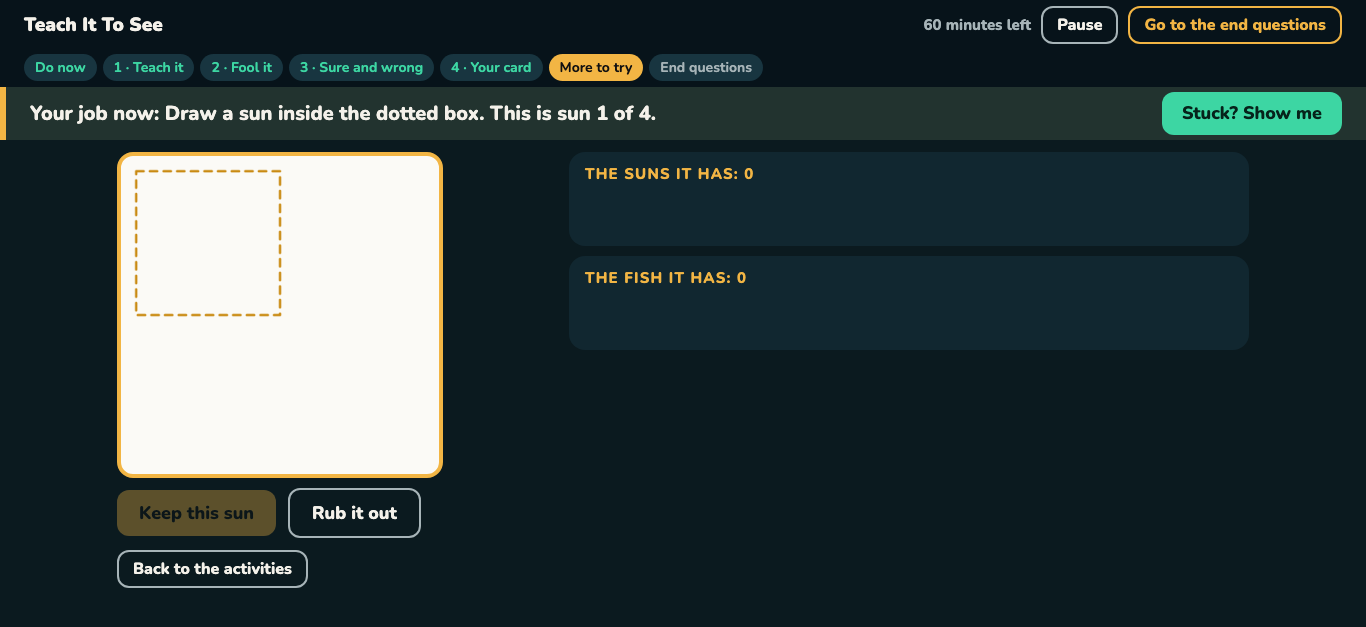 Teach It To See
60 minutes left
Pause
Go to the end questions
Do now
1 · Teach it
2 · Fool it
3 · Sure and wrong
4 · Your card
More to try
End questions
Your job now: Draw a sun inside the dotted box. This is sun 1 of 4.
Stuck? Show me
THE SUNS IT HAS: 0
THE FISH IT HAS: 0
Keep this sun
Rub it out
Back to the activities